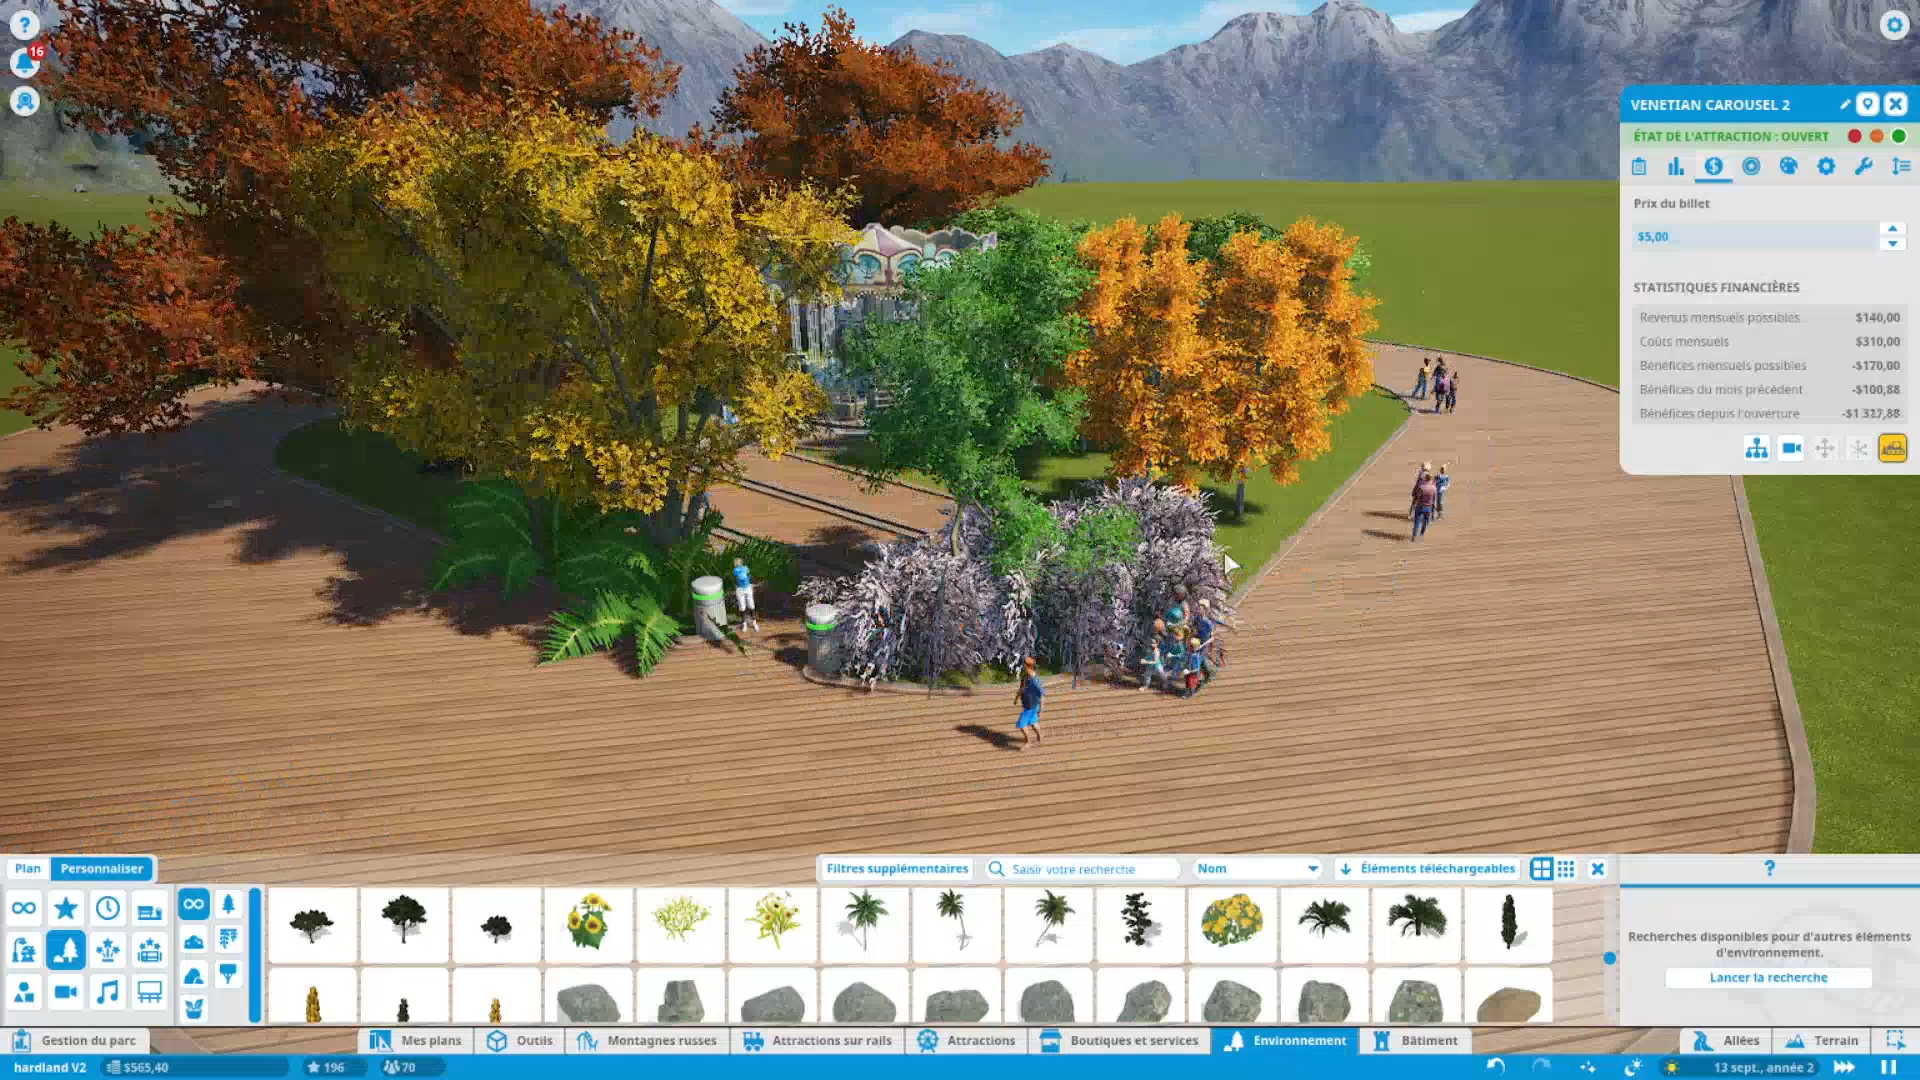 ?
16
VENETIAN CAROUSEL 2
ÉTAT DE L'ATTRACTION : OUVERT
Prix du billet
$5,00
STATISTIQUES FINANCIÈRES
Revenus mensuels possibles $140,00
Coûts mensuels $310,00
Bénéfices mensuels possibles -$170,00
Bénéfices du mois précédent -$100,88
Bénéfices depuis l'ouverture -$1 327,88
Plan Personnaliser
Filtres supplémentaires Saisir votre recherche Nom Éléments téléchargeables
?
Recherches disponibles pour d'autres éléments
d'environnement.
Lancer la recherche
Gestion du parc Mes plans Outils Montagnes russes Attractions sur rails Attractions Boutiques et services Environnement Bâtiment Allées Terrain
hardland V2 $565,40 196 70 13 sept., année 2